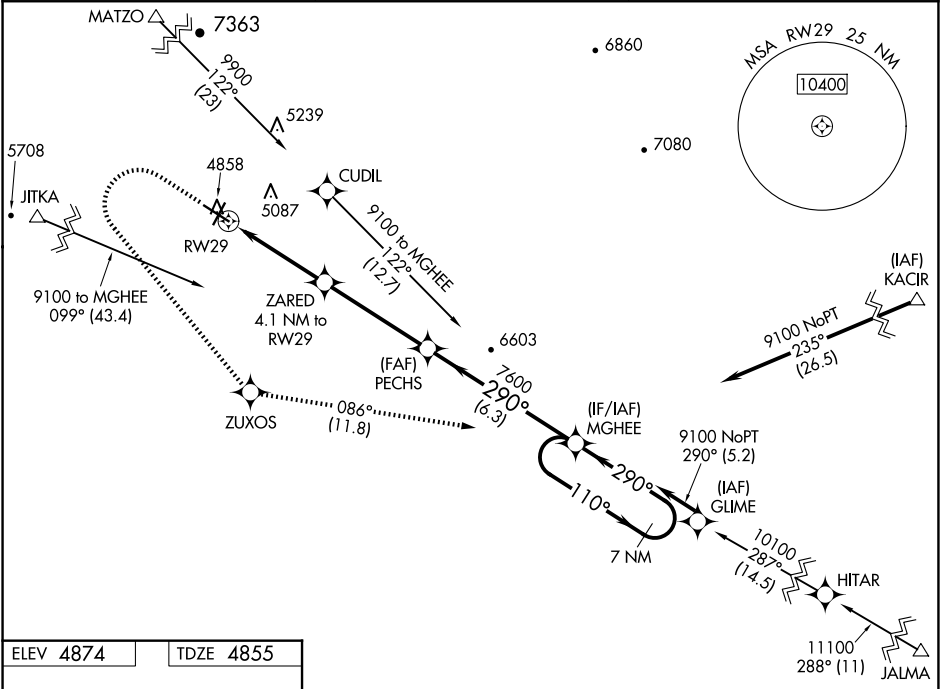 MATZO
7363
9900
122°
(23)
6860
MSA RW29 25 NM
10400
5239
7080
5708
4858
JITKA
CUDIL
5087
RW29
9100 to MGHEE
122°
(12.7)
9100 to MGHEE
099° (43.4)
ZARED
4.1 NM to
RW29
(IAF)
KACIR
9100 NoPT
235°
(26.5)
6603
(FAF)
PECHS
7600
290°
(6.3)
ZUXOS
086°
(11.8)
(IF/IAF)
MGHEE
9100 NoPT
290° (5.2)
290°
110°
(IAF)
GLIME
7 NM
10100
287°
(14.5)
HITAR
11100
288° (11)
JALMA
ELEV 4874
TDZE 4855